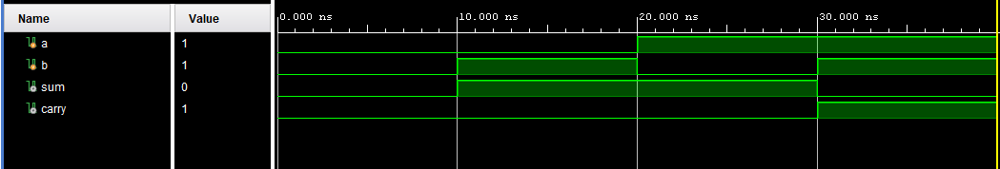 Name Value
0.000 ns 10.000 ns 20.000 ns 30.000 ns
a 1
b 1
sum 0
carry 1